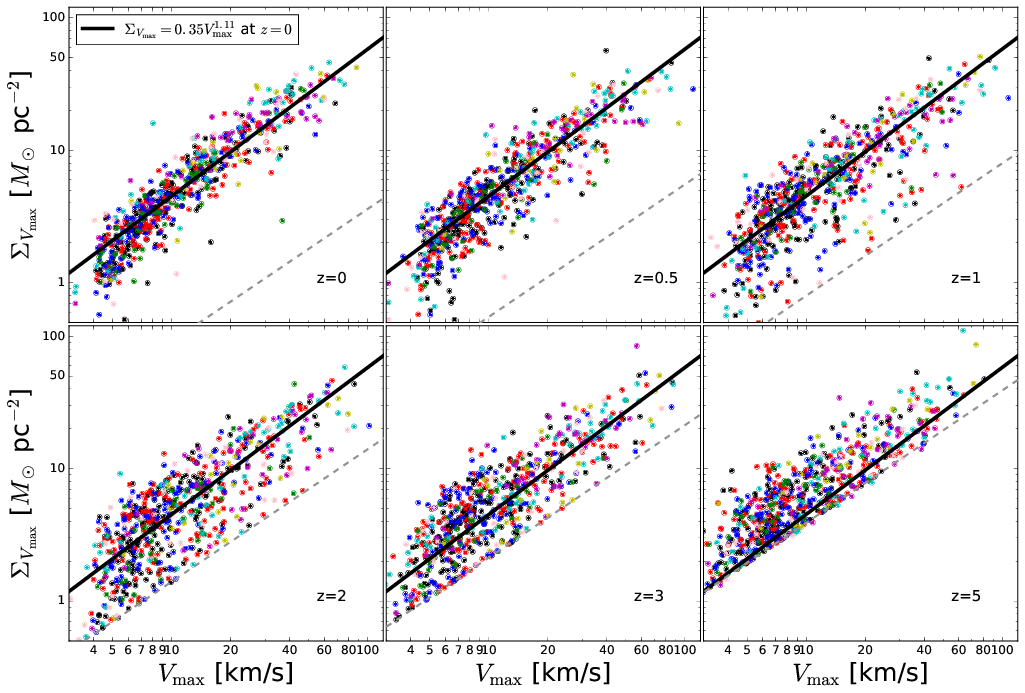 100
Σ_{V_max} = 0.35V_max^{1.11} at z = 0
50
10
1
Σ_{V_max} [M_⊙ pc^{−2}]
z=0
z=0.5
z=1
100
50
10
1
Σ_{V_max} [M_⊙ pc^{−2}]
z=2
z=3
z=5
4 5 6 7 8 9 10 20 40 60 80 100
4 5 6 7 8 9 10 20 40 60 80 100
4 5 6 7 8 9 10 20 40 60 80 100
V_max [km/s]
V_max [km/s]
V_max [km/s]